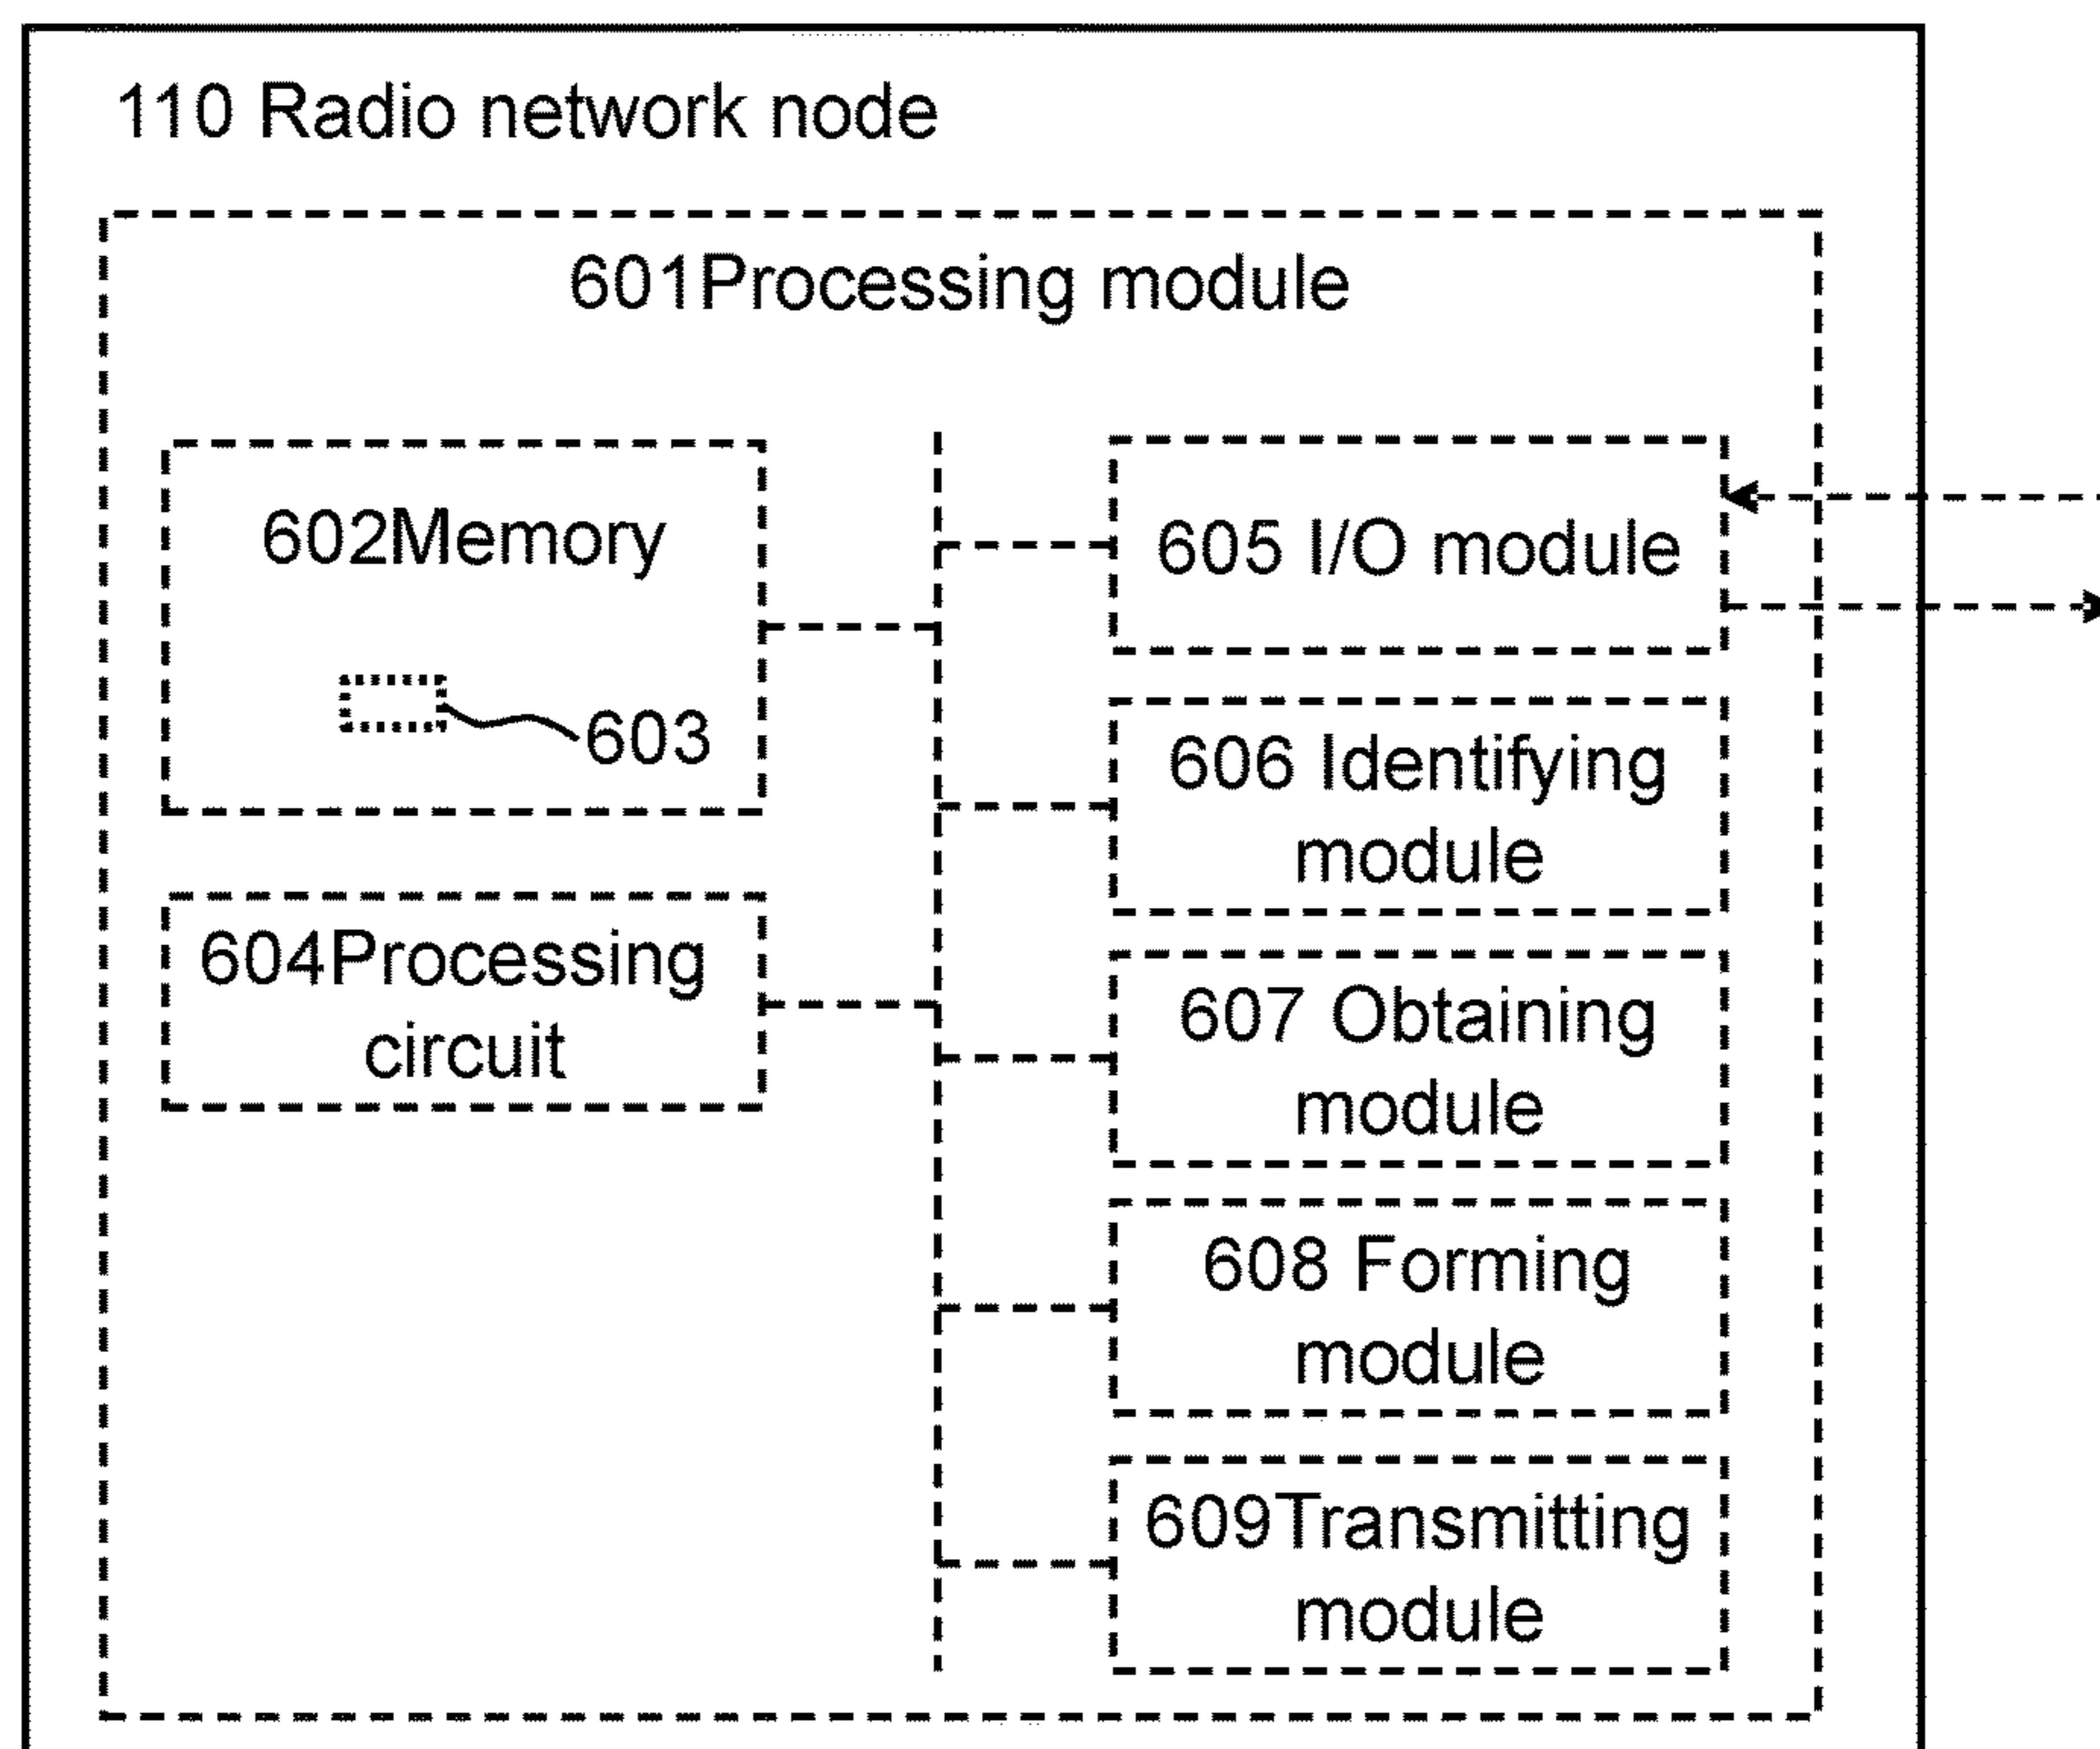 110 Radio network node
601Processing module
602Memory
603
604Processing
circuit
605 I/O module
606 Identifying
module
607 Obtaining
module
608 Forming
module
609Transmitting
module